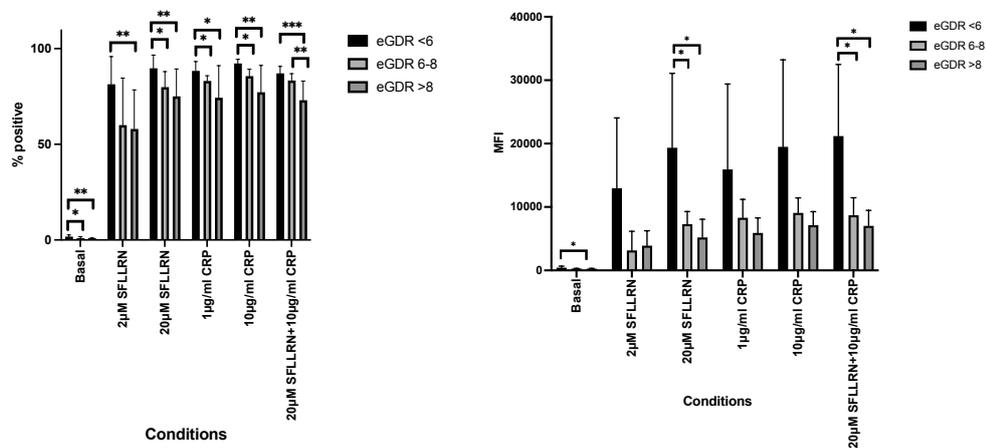 % positive
100
50
0
**
*
**
**
*
*
*
**
*
***
**
Basal
2µM SFLLRN
20µM SFLLRN
1µg/ml CRP
10µg/ml CRP
20µM SFLLRN+10µg/ml CRP
Conditions
eGDR <6
eGDR 6-8
eGDR >8
MFI
40000
30000
20000
10000
0
*
*
*
*
*
Basal
2µM SFLLRN
20µM SFLLRN
1µg/ml CRP
10µg/ml CRP
20µM SFLLRN+10µg/ml CRP
Conditions
eGDR <6
eGDR 6-8
eGDR >8